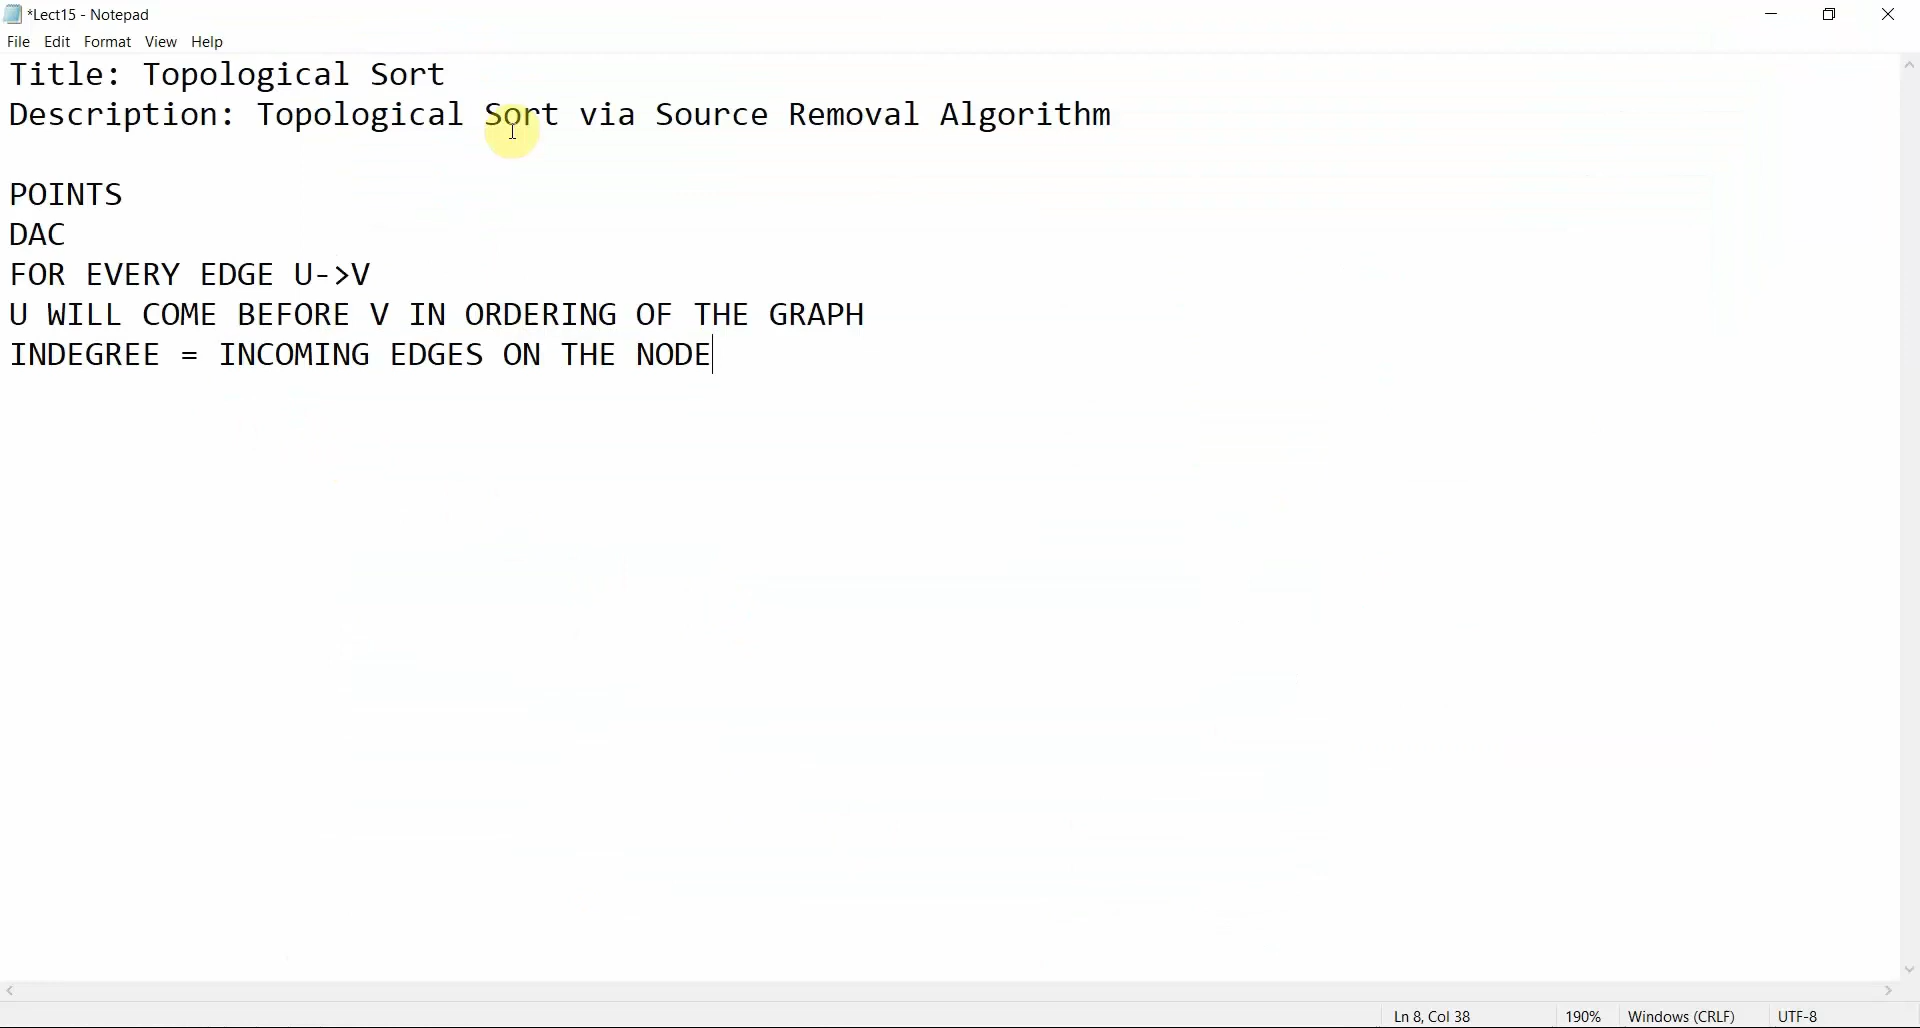 *Lect15 - Notepad
File Edit Format View Help
Title: Topological Sort
Description: Topological Sort via Source Removal Algorithm
POINTS
DAC
FOR EVERY EDGE U->V
U WILL COME BEFORE V IN ORDERING OF THE GRAPH
INDEGREE = INCOMING EDGES ON THE NODE
Ln 8, Col 38 190% Windows (CRLF) UTF-8